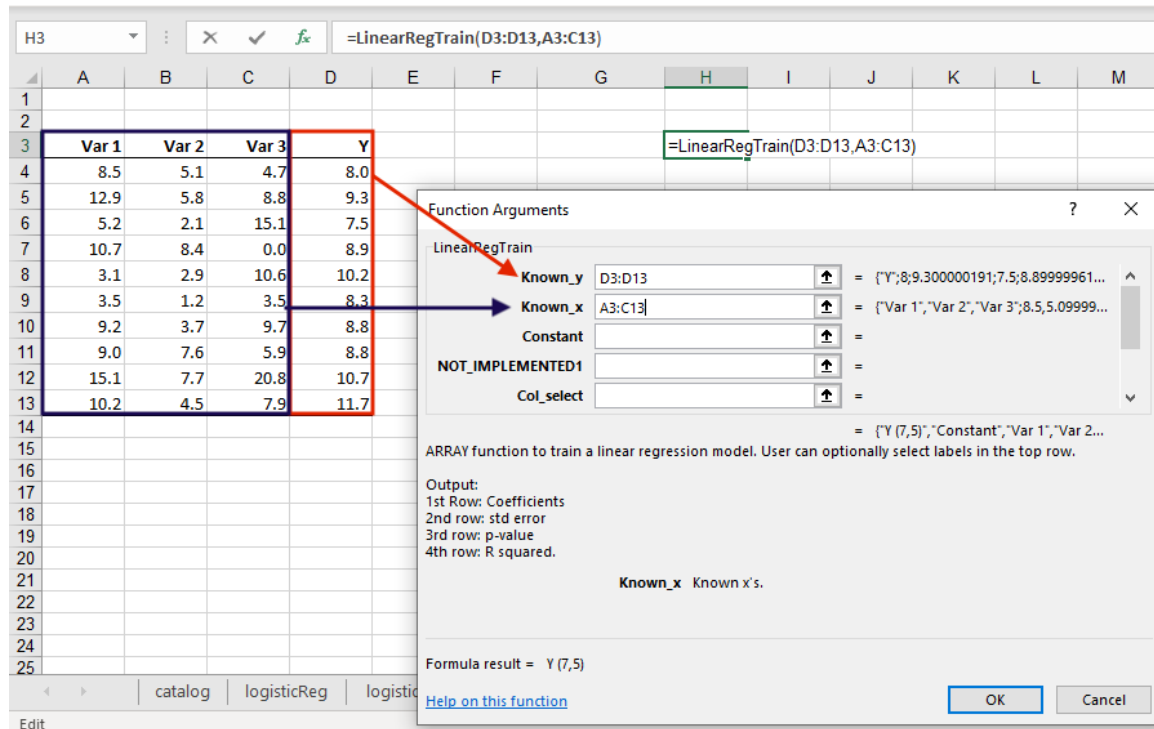 H3 fx =LinearRegTrain(D3:D13,A3:C13)
A B C D E F G H I J K L M
1
2
3 Var 1 Var 2 Var 3 Y =LinearRegTrain(D3:D13,A3:C13)
4 8.5 5.1 4.7 8.0
5 12.9 5.8 8.8 9.3
6 5.2 2.1 15.1 7.5
7 10.7 8.4 0.0 8.9
8 3.1 2.9 10.6 10.2
9 3.5 1.2 3.5 8.3
10 9.2 3.7 9.7 8.8
11 9.0 7.6 5.9 8.8
12 15.1 7.7 20.8 10.7
13 10.2 4.5 7.9 11.7
14
15
16
17
18
19
20
21
22
23
24
25
Function Arguments ? ×
LinearRegTrain
Known_y D3:D13 = {"Y";8;9.300000191;7.5;8.89999961...
Known_x A3:C13 = {"Var 1","Var 2","Var 3";8.5,5.09999...
Constant =
NOT_IMPLEMENTED1 =
Col_select =
= {"Y (7,5)","Constant","Var 1","Var 2...
ARRAY function to train a linear regression model. User can optionally select labels in the top row.
Output:
1st Row: Coefficients
2nd row: std error
3rd row: p-value
4th row: R squared.
Known_x Known x's.
Formula result = Y (7,5)
Help on this function OK Cancel
catalog logisticReg logistic
Edit